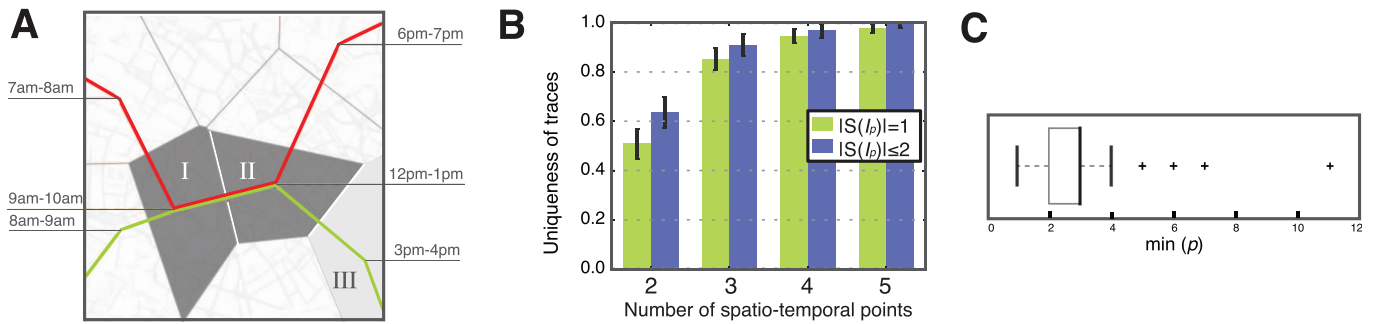 A
7am-8am
9am-10am
8am-9am
I
II
III
6pm-7pm
12pm-1pm
3pm-4pm
B
Uniqueness of traces
1.0
0.8
0.6
0.4
0.2
0.0
|S(Ip)|=1
|S(Ip)|≤2
2 3 4 5
Number of spatio-temporal points
C
0 2 4 6 8 10 12
min (p)